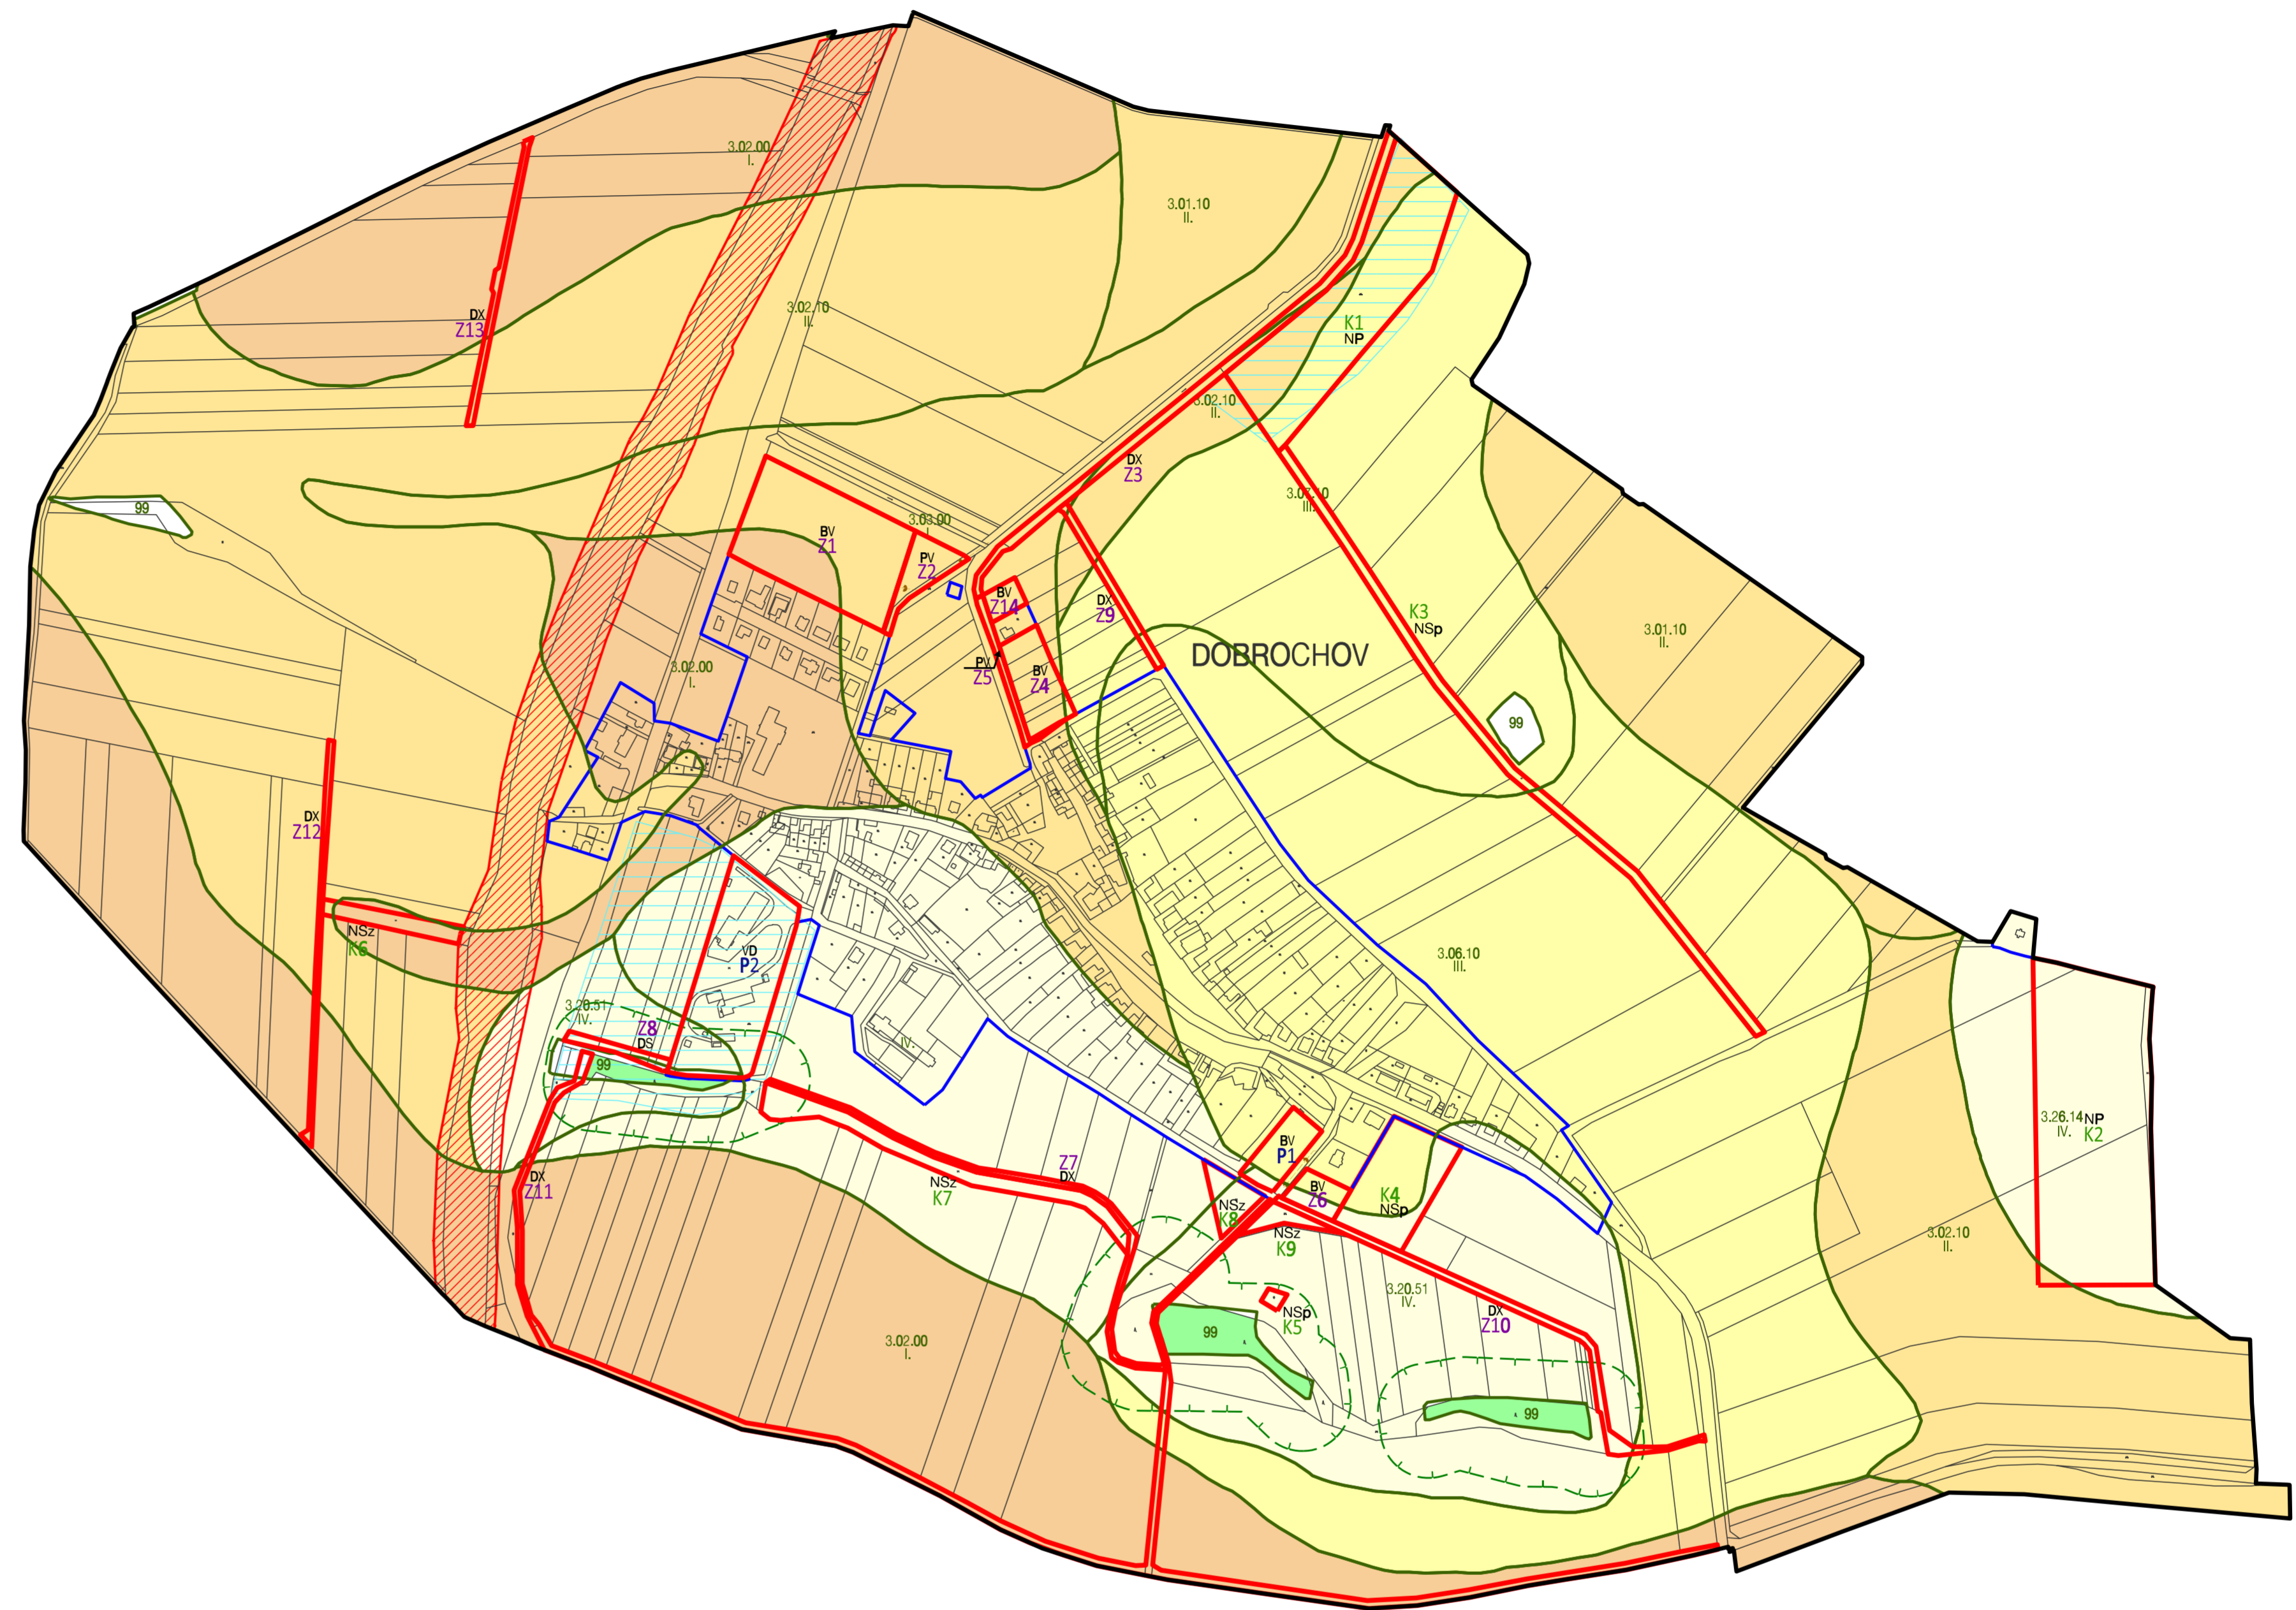 3.02.00
I.
3.01.10
II.
3.02.10
II.
DX
Z13
K1
NP
3.02.10
II.
DX
Z3
3.07.10
III.
99
3.03.00
I.
BV
Z1
PV
Z2
BV
Z14
DX
Z9
K3
NSp
3.01.10
II.
DOBROCHOV
3.02.00
I.
PV
Z5
BV
Z4
99
DX
Z12
NSz
K6
VD
P2
3.06.10
III.
3.20.51
IV.
Z8
DS
IV.
99
3.26.14
IV.
NP
K2
BV
P1
Z7
DX
DX
Z11
NSz
K7
BV
Z6
K4
NSp
NSz
K8
NSz
K9
3.02.10
II.
3.20.51
IV.
NSp
K5
DX
Z10
99
3.02.00
I.
99